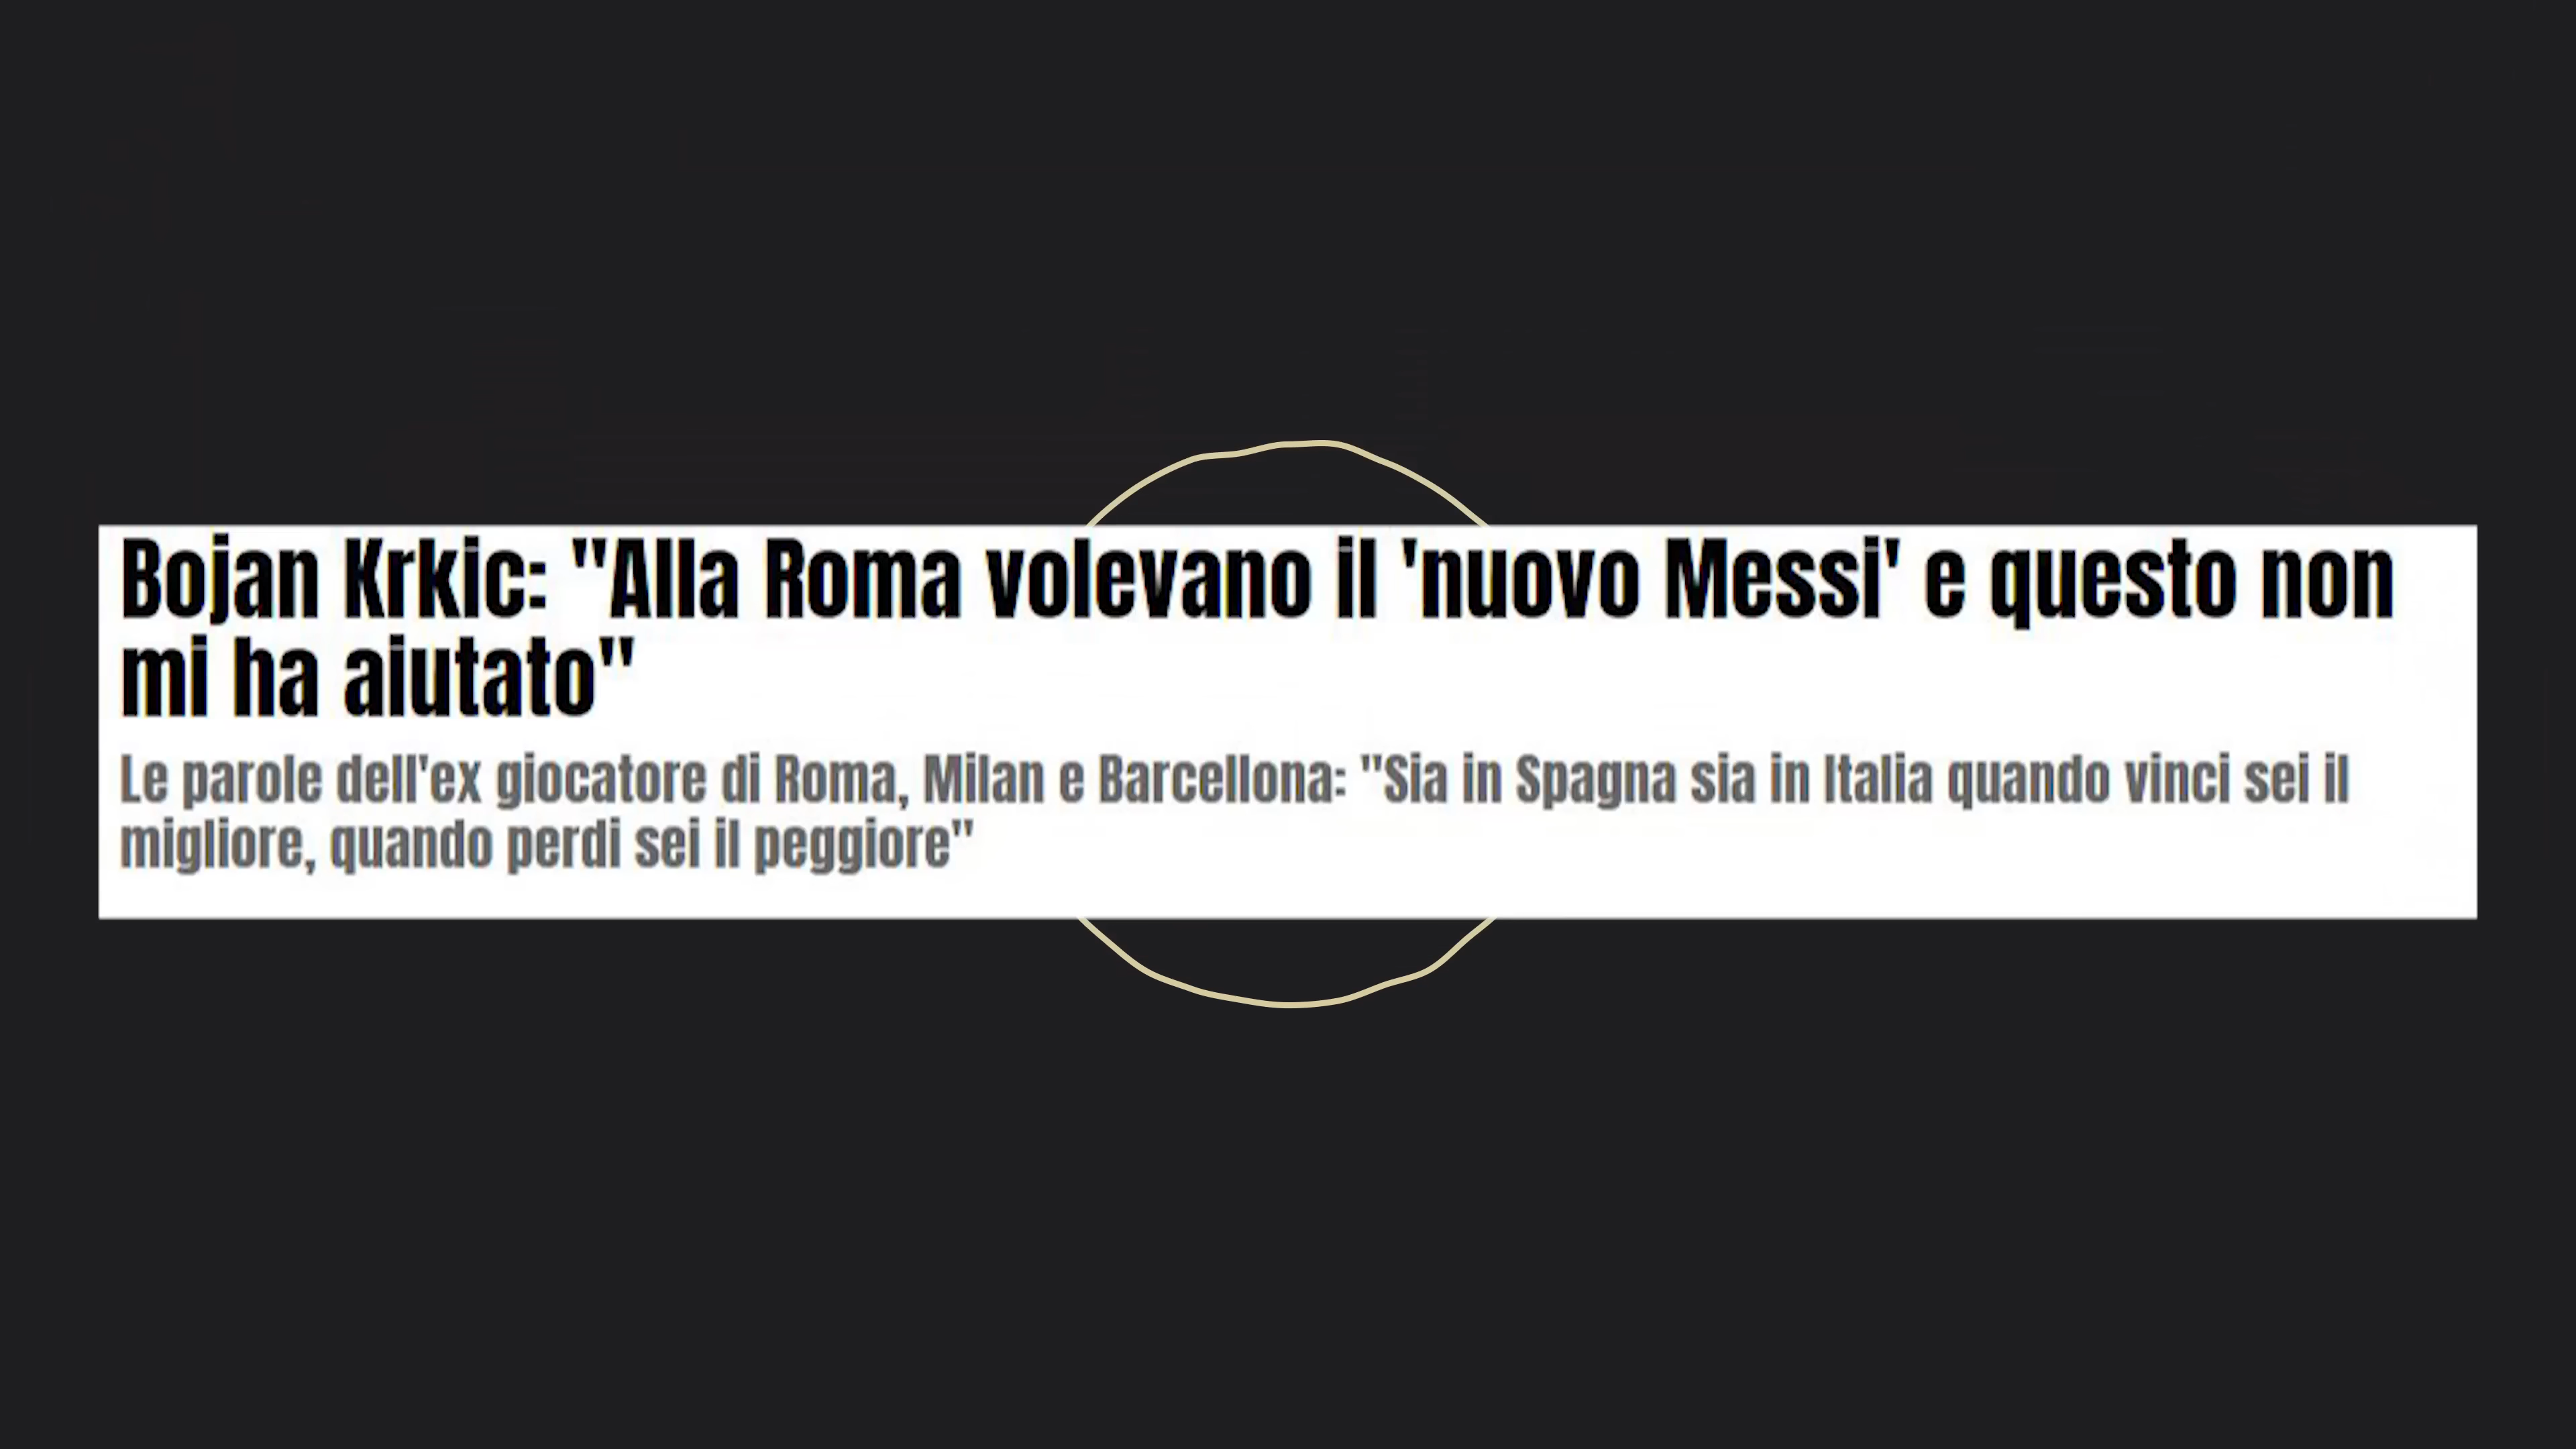 Bojan Krkic: "Alla Roma volevano il 'nuovo Messi' e questo non
mi ha aiutato"
Le parole dell'ex giocatore di Roma, Milan e Barcellona: "Sia in Spagna sia in Italia quando vinci sei il
migliore, quando perdi sei il peggiore"